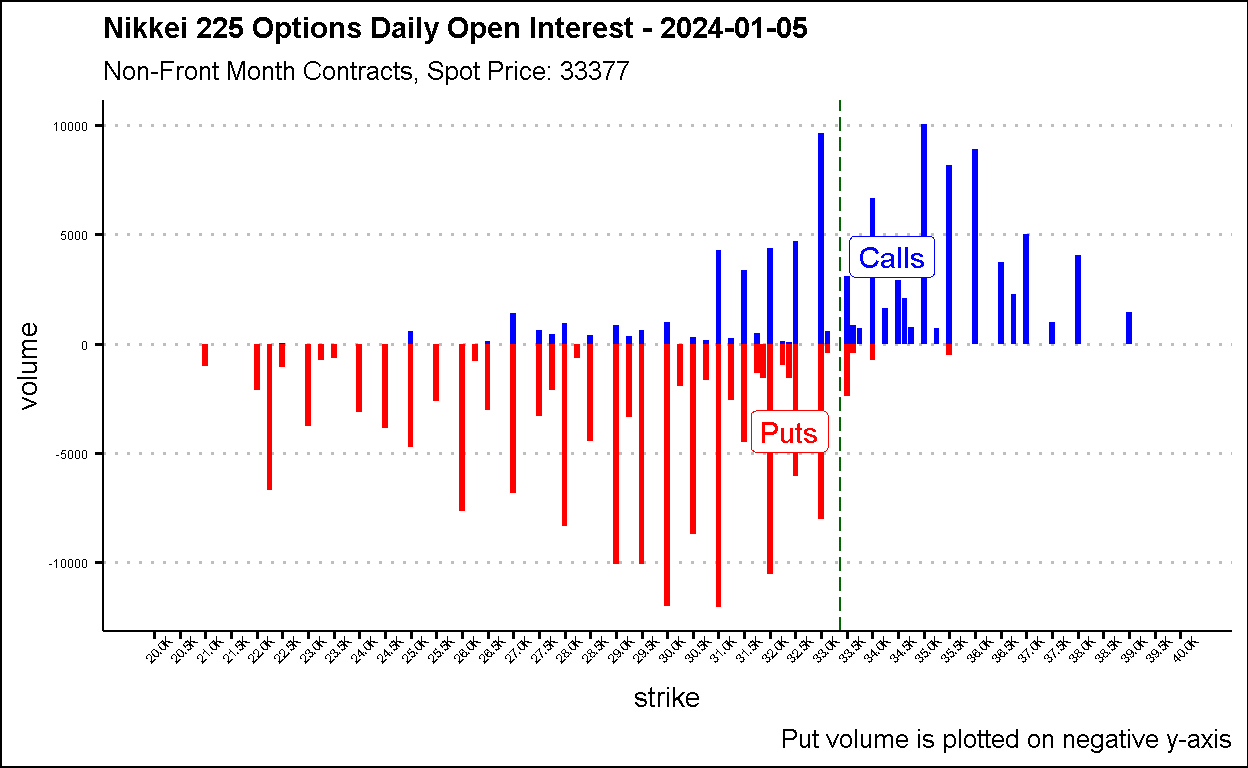 Nikkei 225 Options Daily Open Interest - 2024-01-05
Non-Front Month Contracts, Spot Price: 33377
10000
5000
0
-5000
-10000
volume
Calls
Puts
20.0K
20.5K
21.0K
21.5K
22.0K
22.5K
23.0K
23.5K
24.0K
24.5K
25.0K
25.5K
26.0K
26.5K
27.0K
27.5K
28.0K
28.5K
29.0K
29.5K
30.0K
30.5K
31.0K
31.5K
32.0K
32.5K
33.0K
33.5K
34.0K
34.5K
35.0K
35.5K
36.0K
36.5K
37.0K
37.5K
38.0K
38.5K
39.0K
39.5K
40.0K
strike
Put volume is plotted on negative y-axis